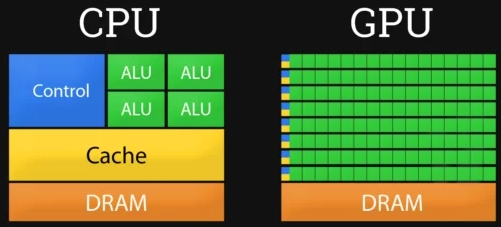 CPU
GPU
Control
ALU
ALU
ALU
ALU
Cache
DRAM
DRAM